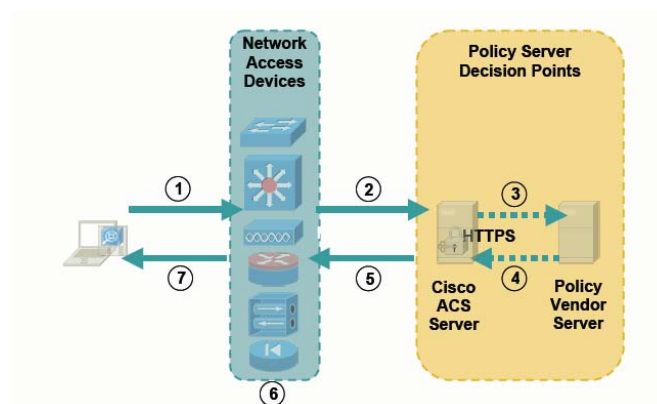 Network
Access
Devices
Policy Server
Decision Points
1
2
3
HTTPS
7
5
4
Cisco
ACS
Server
Policy
Vendor
Server
6